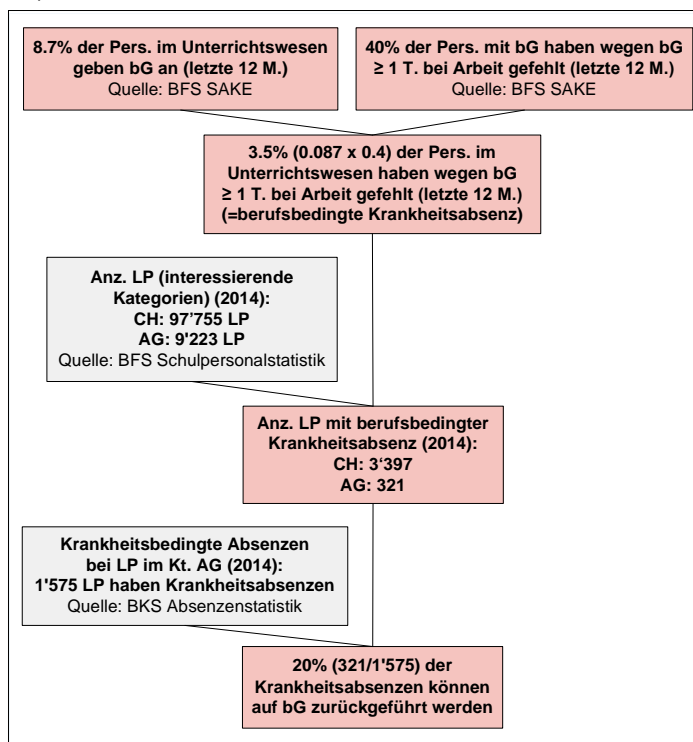 8.7% der Pers. im Unterrichtswesen
geben bG an (letzte 12 M.)
Quelle: BFS SAKE
40% der Pers. mit bG haben wegen bG
≥ 1 T. bei Arbeit gefehlt (letzte 12 M.)
Quelle: BFS SAKE
3.5% (0.087 x 0.4) der Pers. im
Unterrichtswesen haben wegen bG
≥ 1 T. bei Arbeit gefehlt (letzte 12 M.)
(=berufsbedingte Krankheitsabsenz)
Anz. LP (interessierende
Kategorien) (2014):
CH: 97’755 LP
AG: 9'223 LP
Quelle: BFS Schulpersonalstatistik
Anz. LP mit berufsbedingter
Krankheitsabsenz (2014):
CH: 3‘397
AG: 321
Krankheitsbedingte Absenzen
bei LP im Kt. AG (2014):
1'575 LP haben Krankheitsabsenzen
Quelle: BKS Absenzenstatistik
20% (321/1'575) der
Krankheitsabsenzen können
auf bG zurückgeführt werden